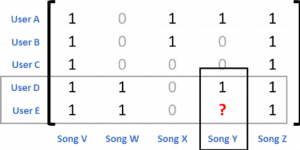 User A 1 0 1 1 1
User B 1 0 1 0 1
User C 1 0 0 0 1
User D 1 1 0 1 1
User E 1 1 0 ? 1
Song V Song W Song X Song Y Song Z